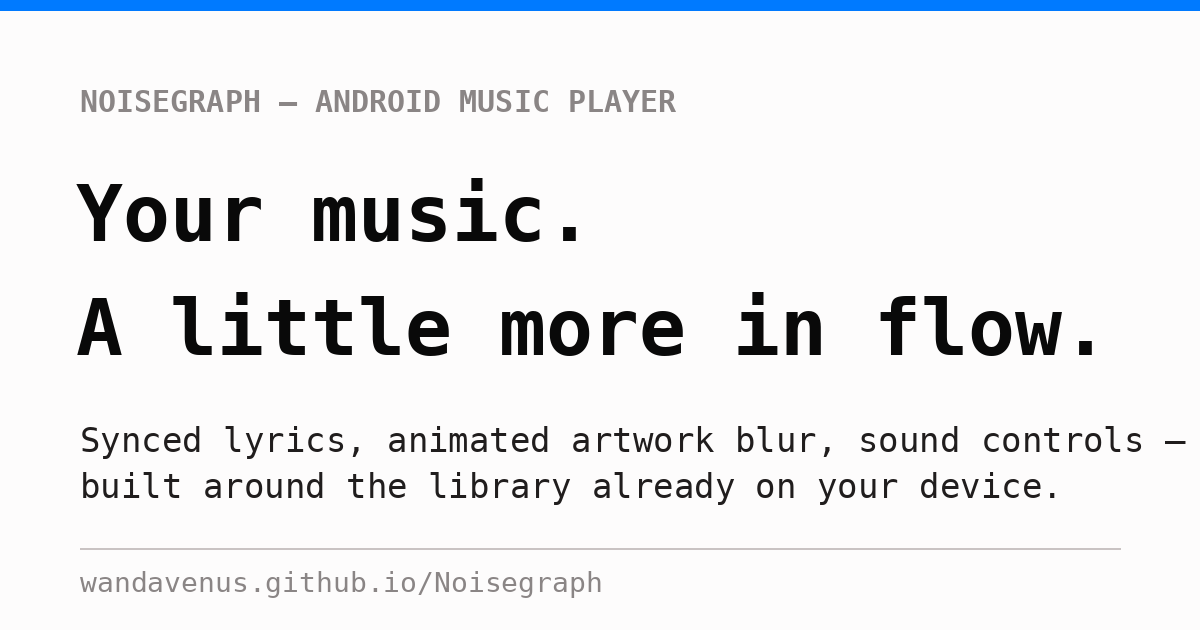 NOISEGRAPH — ANDROID MUSIC PLAYER
Your music.
A little more in flow.
Synced lyrics, animated artwork blur, sound controls —
built around the library already on your device.
wandavenus.github.io/Noisegraph